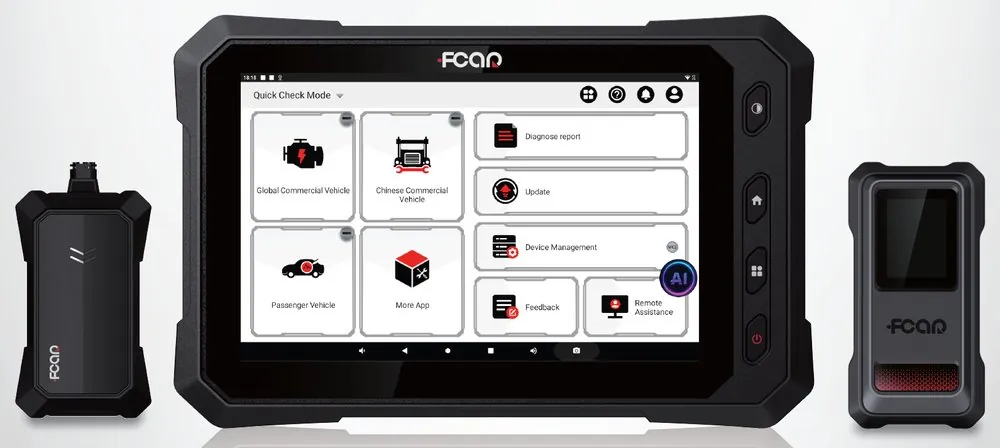 FCAR
18:16
Quick Check Mode
Global Commercial Vehicle
Chinese Commercial
Vehicle
Diagnose report
Update
Passenger Vehicle
More App
Device Management
VCI
AI
Feedback
Remote
Assistance
FCAR
FCAR